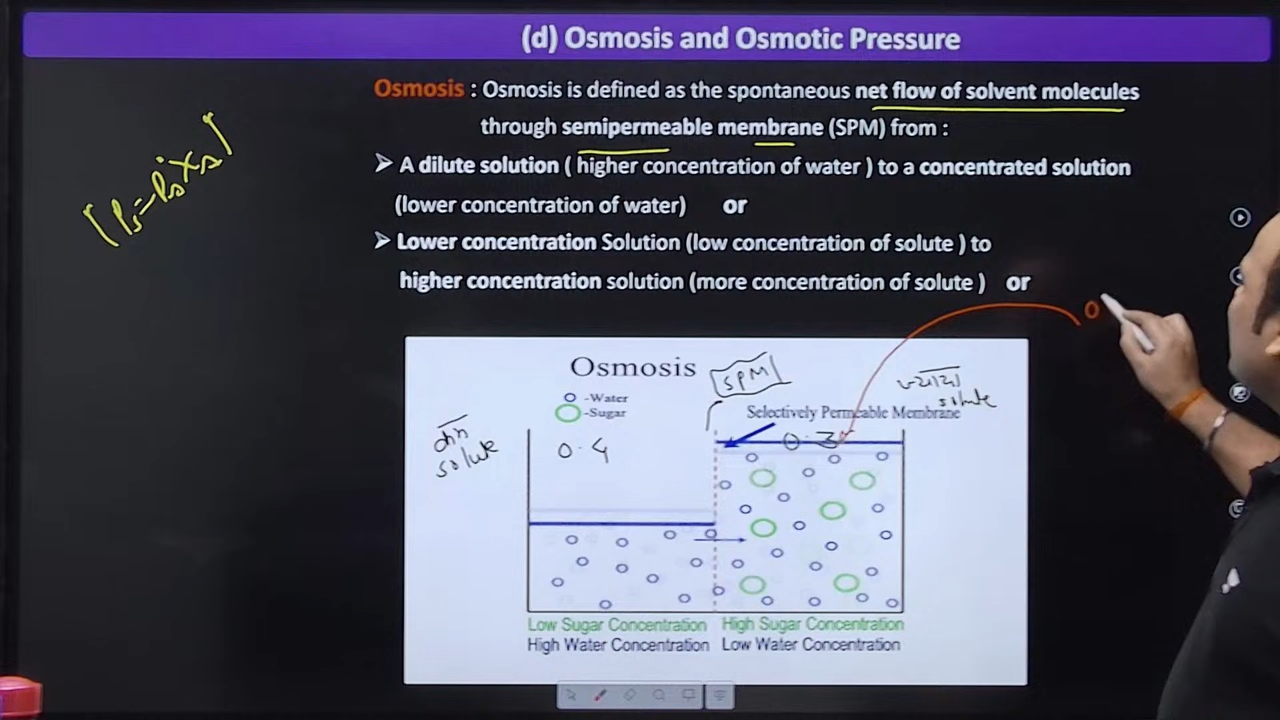 (d) Osmosis and Osmotic Pressure
Osmosis : Osmosis is defined as the spontaneous net flow of solvent molecules
through semipermeable membrane (SPM) from :
➢ A dilute solution ( higher concentration of water ) to a concentrated solution
(lower concentration of water) or
➢ Lower concentration Solution (low concentration of solute ) to
higher concentration solution (more concentration of solute ) or
Osmosis
SPM
-Water
-Sugar
solute
Selectively Permeable Membrane
solute
0.4
0.3
0
Low Sugar Concentration
High Water Concentration
High Sugar Concentration
Low Water Concentration